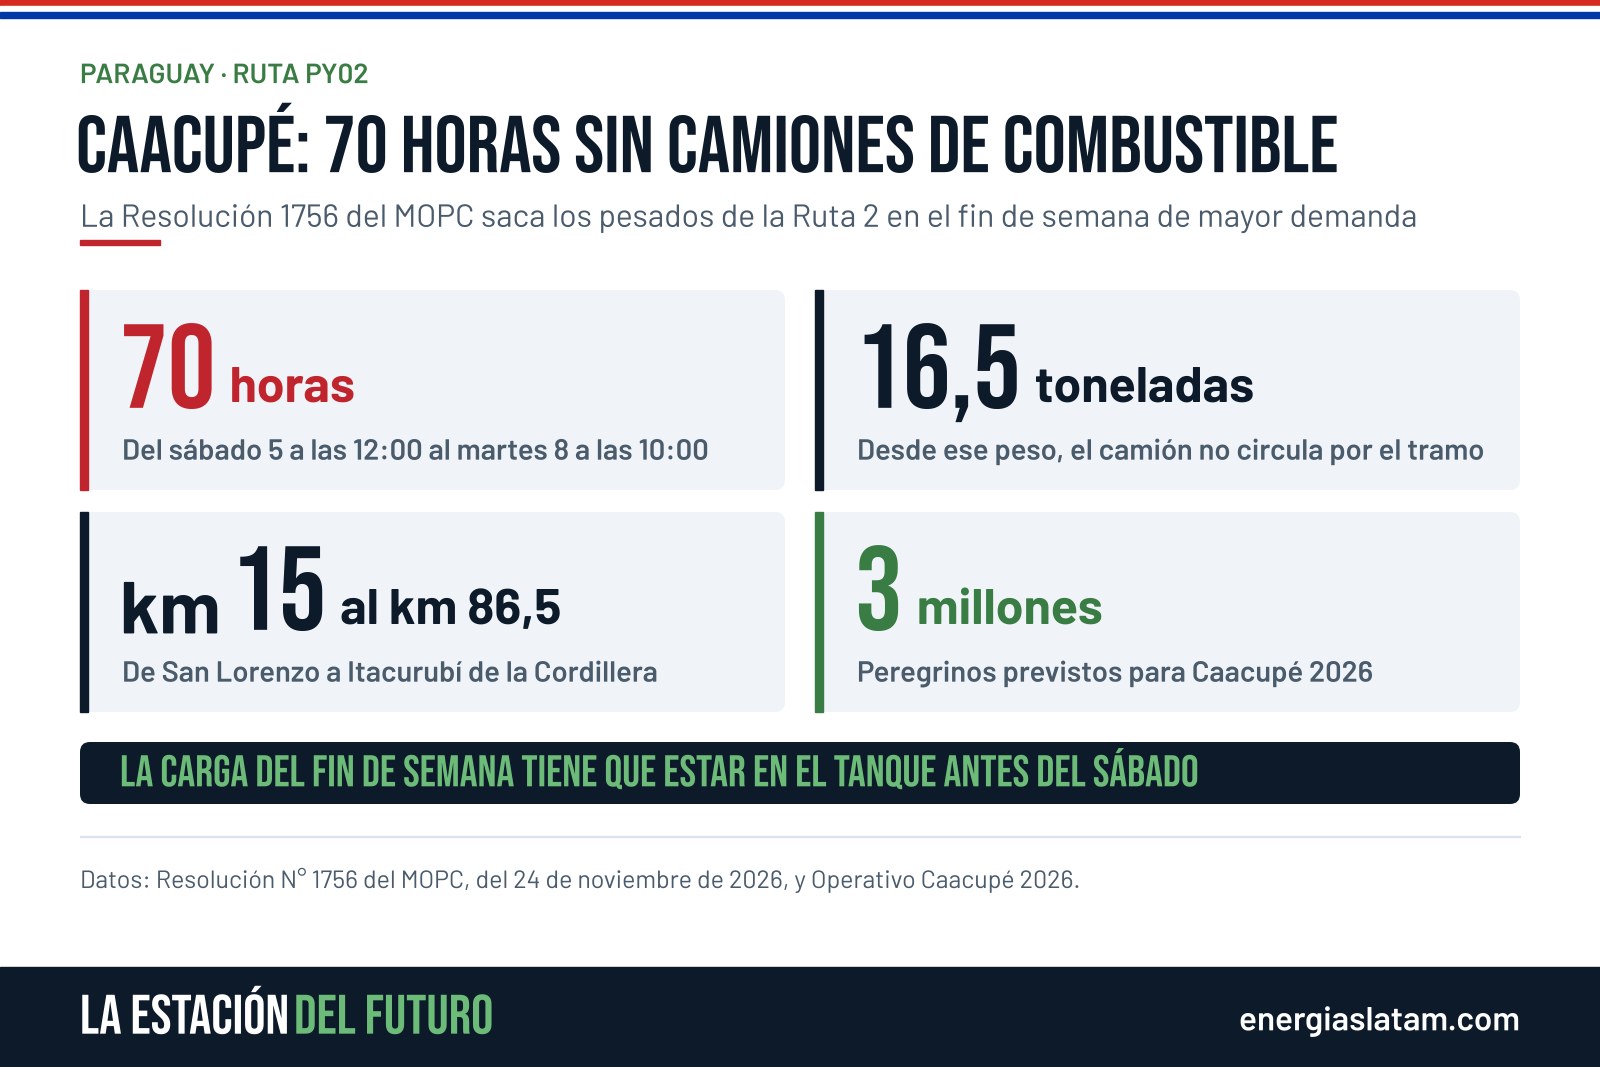 PARAGUAY · RUTA PY02
CAACUPÉ: 70 HORAS SIN CAMIONES DE COMBUSTIBLE
La Resolución 1756 del MOPC saca los pesados de la Ruta 2 en el fin de semana de mayor demanda
70 horas
Del sábado 5 a las 12:00 al martes 8 a las 10:00
16,5 toneladas
Desde ese peso, el camión no circula por el tramo
km 15 al km 86,5
De San Lorenzo a Itacurubí de la Cordillera
3 millones
Peregrinos previstos para Caacupé 2026
LA CARGA DEL FIN DE SEMANA TIENE QUE ESTAR EN EL TANQUE ANTES DEL SÁBADO
Datos: Resolución N° 1756 del MOPC, del 24 de noviembre de 2026, y Operativo Caacupé 2026.
LA ESTACIÓN DEL FUTURO
energiaslatam.com